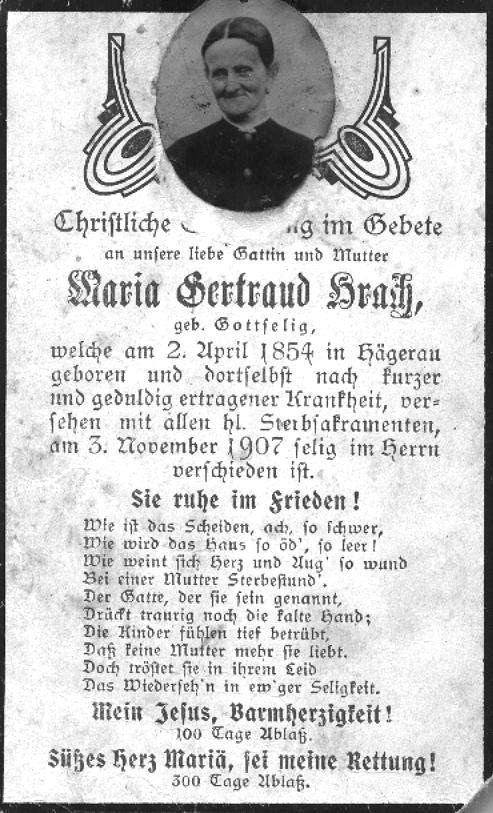 Christliche im Gebete
an unsere liebe Gattin und Mutter
Maria Gertraud Hrach,
geb. Gottselig,
welche am 2. April 1854 in Hägerau
geboren und dortselbst nach kurzer
und geduldig ertragener Krankheit, ver=
sehen mit allen hl. Sterbsakramenten,
am 3. November 1907 selig im Herrn
verschieden ist.
Sie ruhe im Frieden!
Wie ist das Scheiden, ach, so schwer,
Wie wird das Haus so öd', so leer!
Wie weint sich Herz und Aug' so wund
Bei einer Mutter Sterbestund'.
Der Gatte, der sie sein genannt,
Drückt traurig noch die kalte Hand;
Die Kinder fühlen tief betrübt,
Daß keine Mutter mehr sie liebt.
Doch tröstet sie in ihrem Leid
Das Wiederseh'n in ew'ger Seligkeit.
Mein Jesus, Barmherzigkeit!
100 Tage Ablaß.
Süßes Herz Mariä, sei meine Rettung!
300 Tage Ablaß.